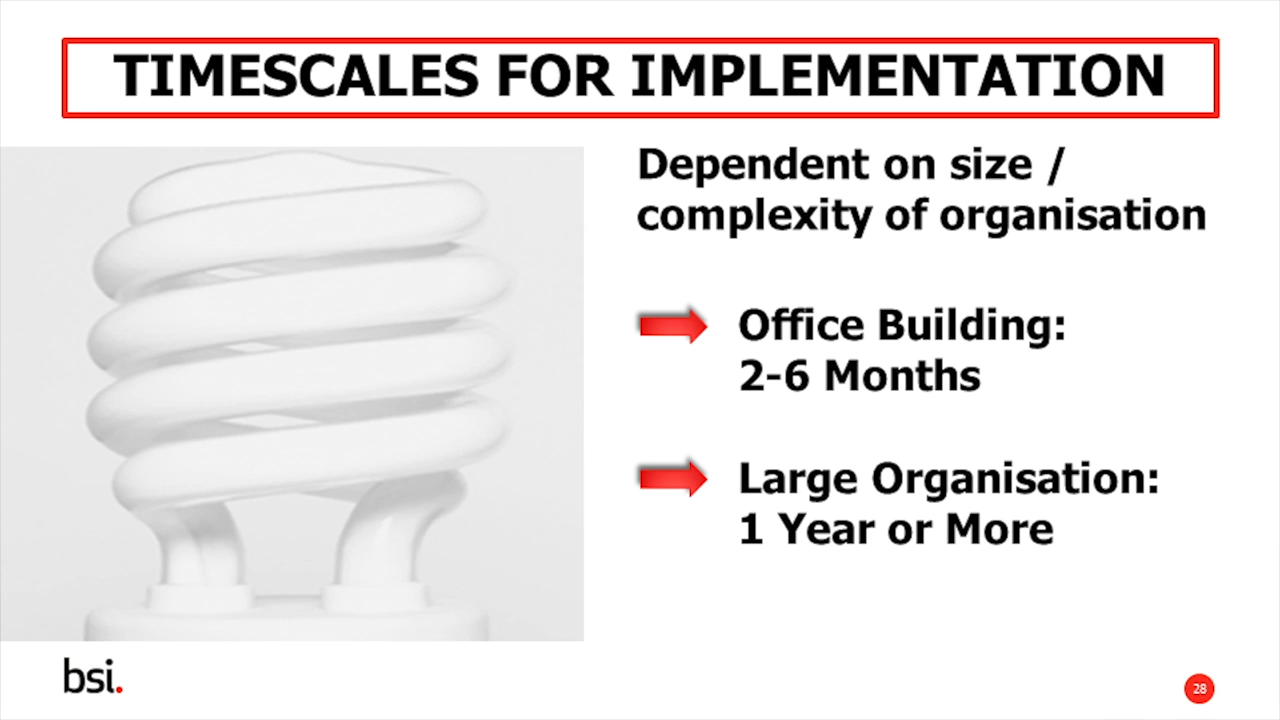 TIMESCALES FOR IMPLEMENTATION
Dependent on size /
complexity of organisation
Office Building:
2-6 Months
Large Organisation:
1 Year or More
bsi.
28